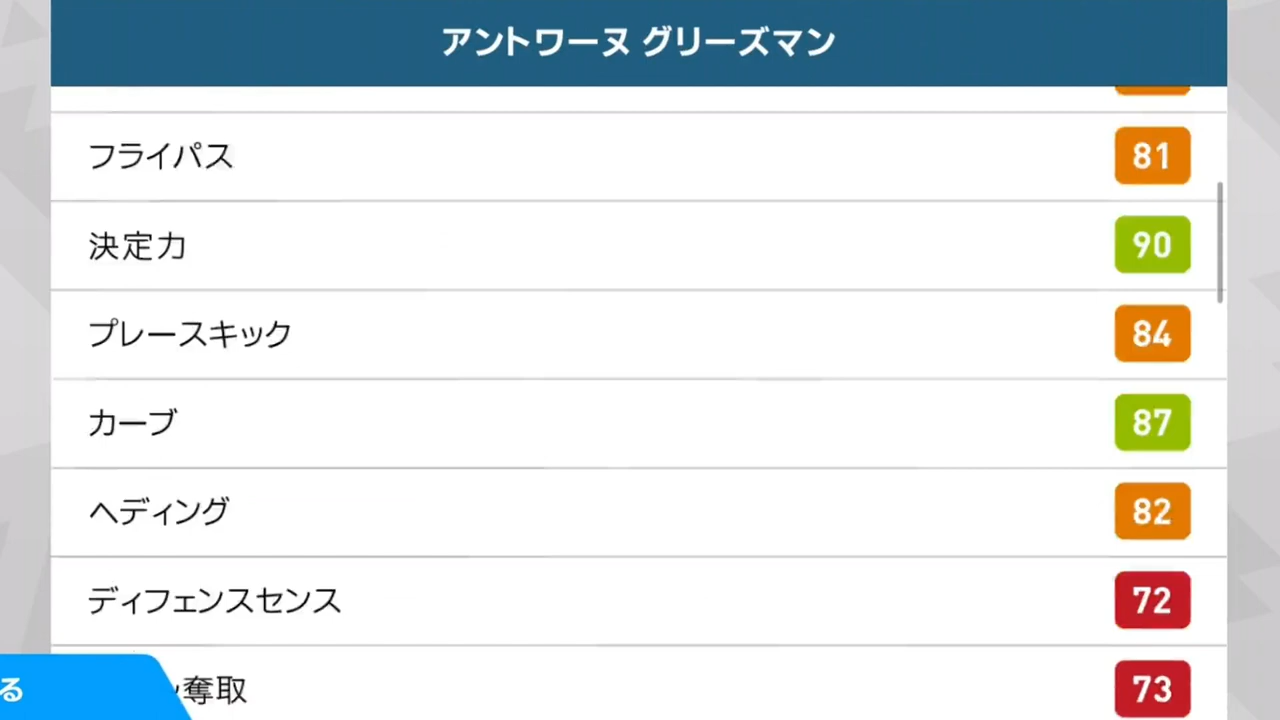 アントワーヌ グリーズマン
フライパス 81
決定力 90
プレースキック 84
カーブ 87
ヘディング 82
ディフェンスセンス 72
奪取 73
る